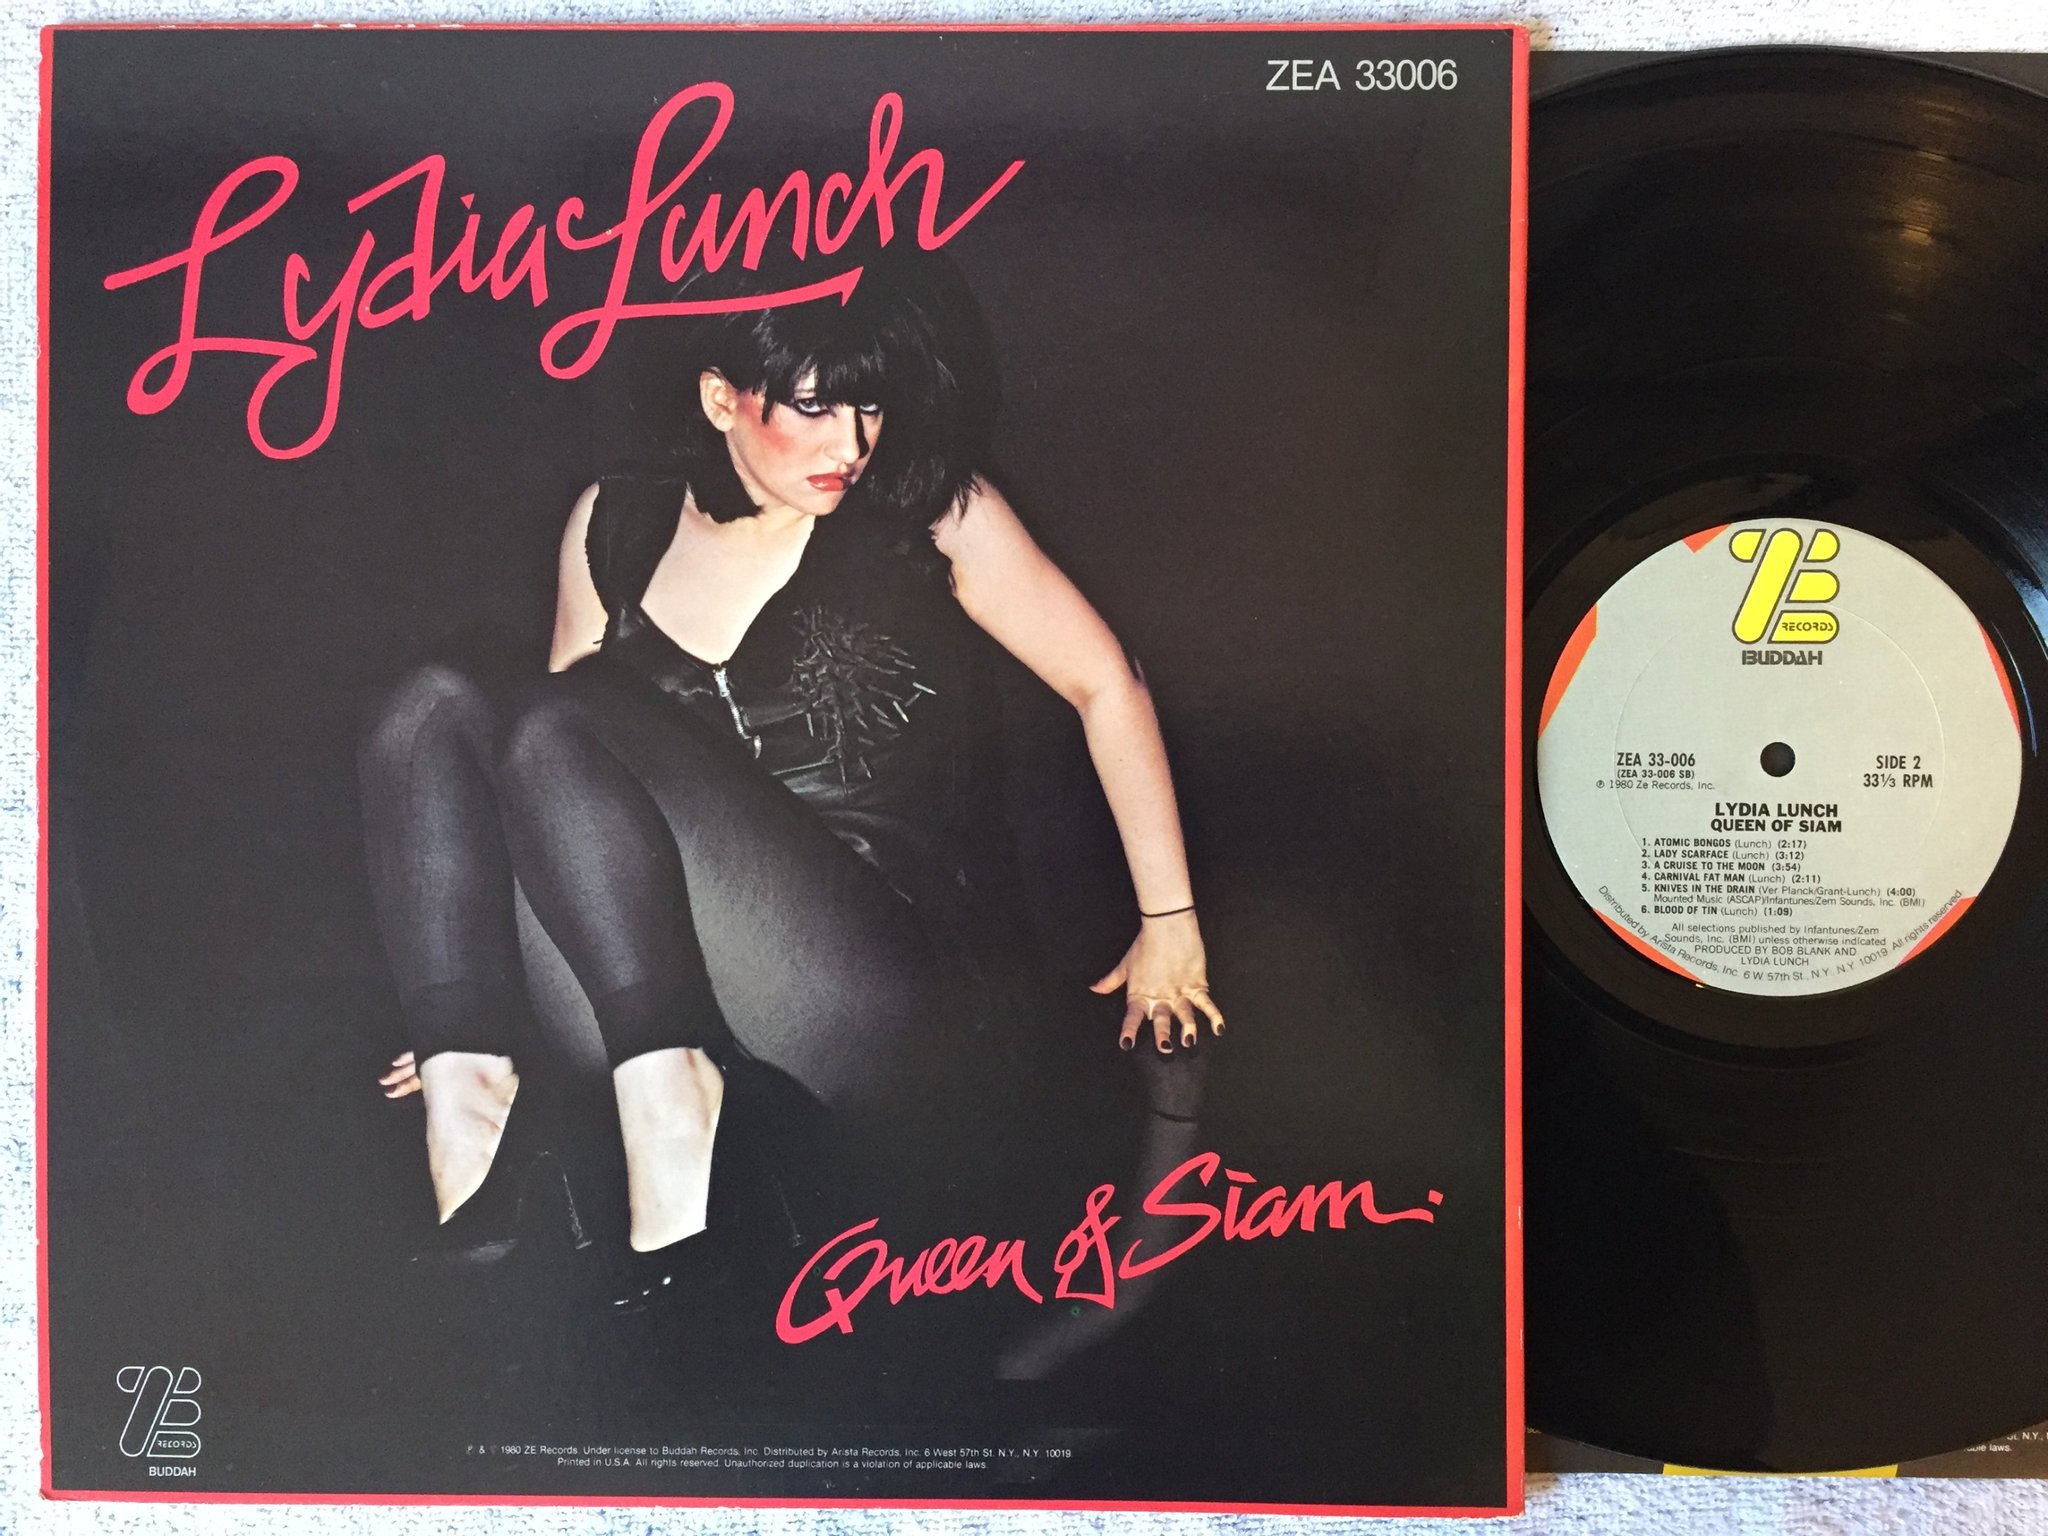 ZEA 33006
Lydia Lunch
Queen of Siam.
RECORDS
BUDDAH
℗ & © 1980 ZE Records. Under license to Buddah Records, Inc. Distributed by Arista Records, Inc. 6 West 57th St. N.Y., N.Y. 10019.
Printed in U.S.A. All rights reserved. Unauthorized duplication is a violation of applicable laws.
RECORDS
BUDDAH
ZEA 33-006
(ZEA 33-006 SB)
℗ 1980 Ze Records, Inc.
SIDE 2
33⅓ RPM
LYDIA LUNCH
QUEEN OF SIAM
1. ATOMIC BONGOS (Lunch) (2:17)
2. LADY SCARFACE (Lunch) (3:12)
3. A CRUISE TO THE MOON (3:54)
4. CARNIVAL FAT MAN (Lunch) (2:11)
5. KNIVES IN THE DRAIN (Ver Planck/Grant-Lunch) (4:00)
Mounted Music (ASCAP)/Infantunes/Zem Sounds, Inc. (BMI)
6. BLOOD OF TIN (Lunch) (1:09)
All selections published by Infantunes/Zem
Sounds, Inc. (BMI) unless otherwise indicated
PRODUCED BY BOB BLANK AND
LYDIA LUNCH
Distributed by Arista Records, Inc. 6 W 57th St., N.Y. N.Y. 10019 All rights reserved
St. N.Y.,
laws.